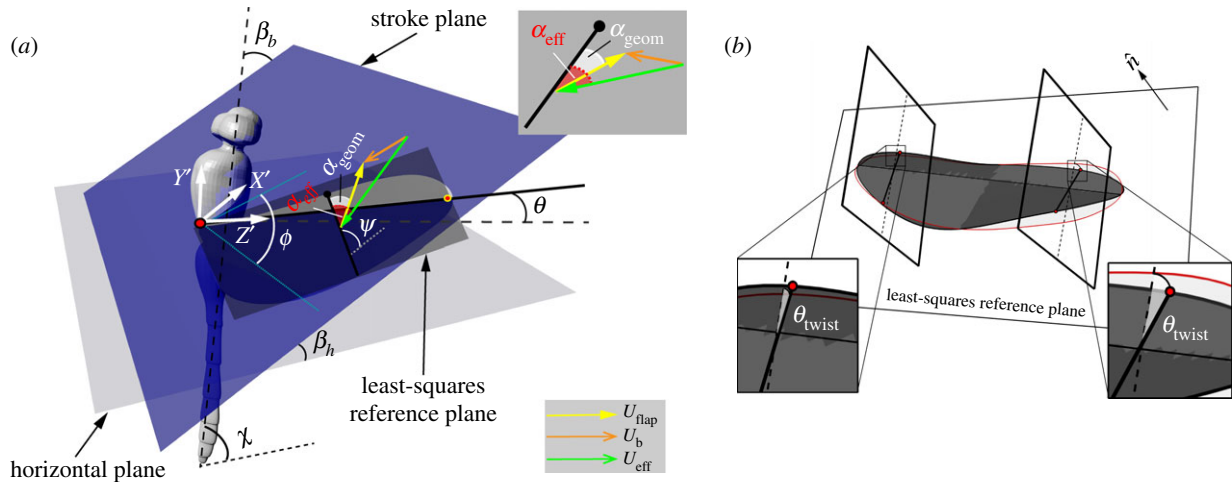 (a)
β_b
stroke plane
α_eff
α_geom
(b)
n̂
α_geom
α_eff
Y′
X′
Z′
ϕ
ψ
θ
θ_twist
least-squares reference plane
θ_twist
β_h
least-squares
reference plane
horizontal plane
χ
U_flap
U_b
U_eff